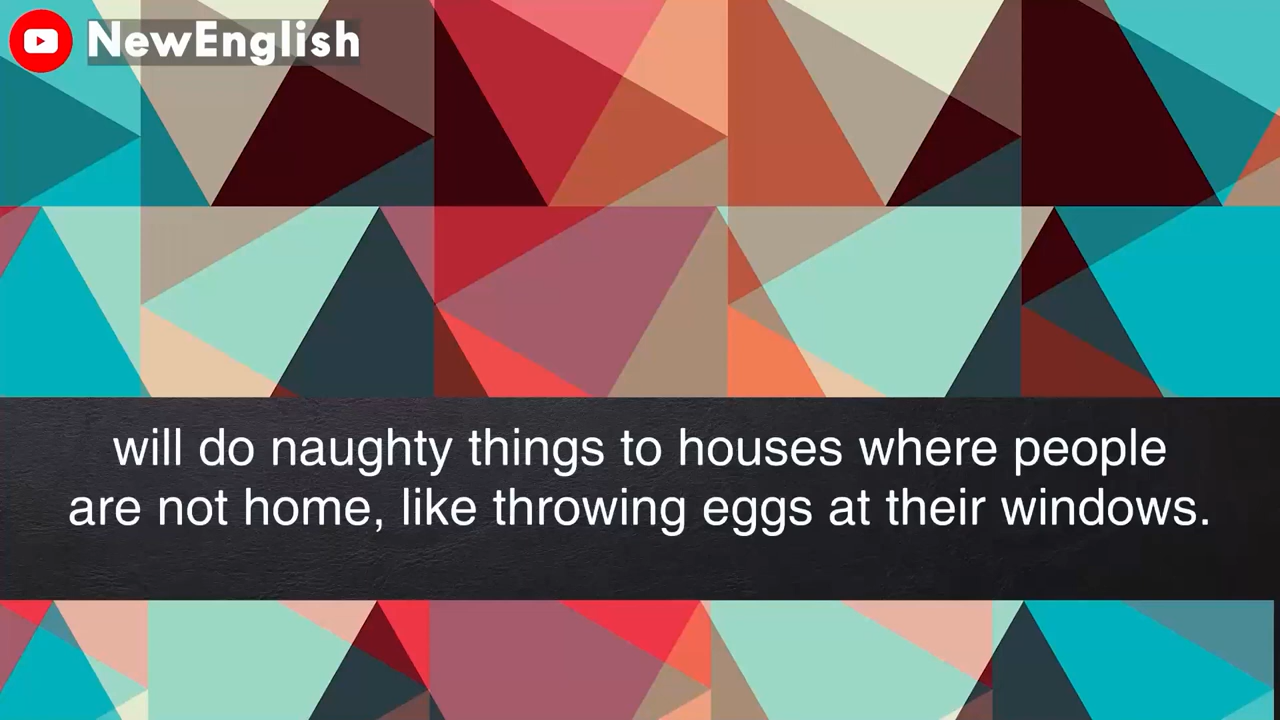 NewEnglish
will do naughty things to houses where people
are not home, like throwing eggs at their windows.